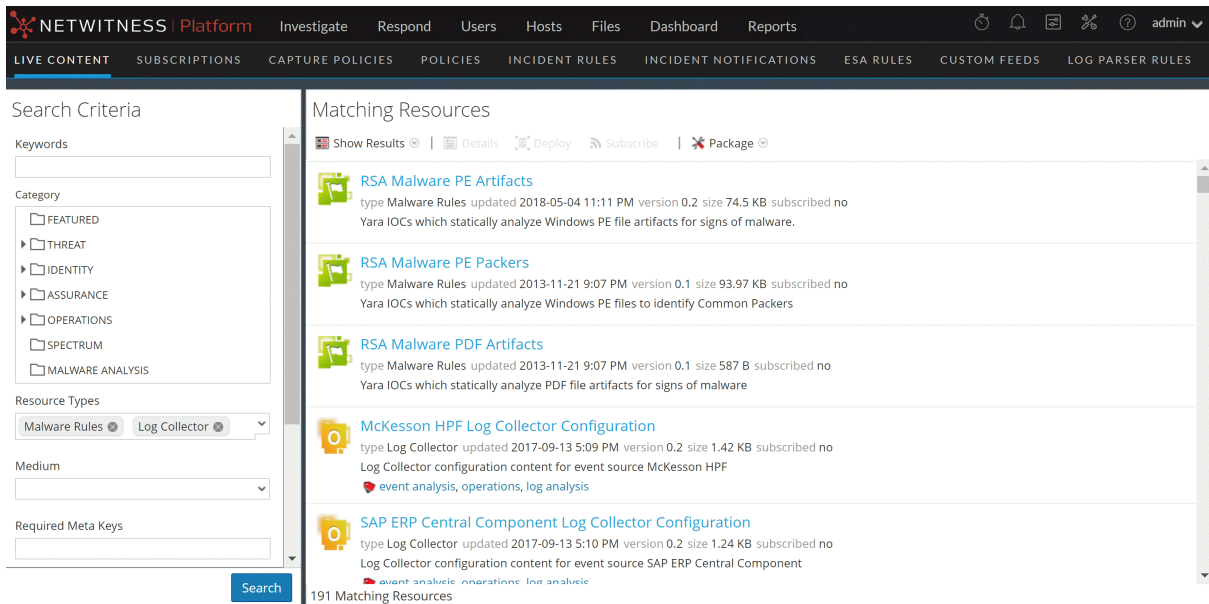 NETWITNESS | Platform Investigate Respond Users Hosts Files Dashboard Reports admin
LIVE CONTENT SUBSCRIPTIONS CAPTURE POLICIES POLICIES INCIDENT RULES INCIDENT NOTIFICATIONS ESA RULES CUSTOM FEEDS LOG PARSER RULES
Search Criteria
Keywords
Category
FEATURED
THREAT
IDENTITY
ASSURANCE
OPERATIONS
SPECTRUM
MALWARE ANALYSIS
Resource Types
Malware Rules Log Collector
Medium
Required Meta Keys
Search
Matching Resources
Show Results | Details Deploy Subscribe | Package
RSA Malware PE Artifacts
type Malware Rules updated 2018-05-04 11:11 PM version 0.2 size 74.5 KB subscribed no
Yara IOCs which statically analyze Windows PE file artifacts for signs of malware.
RSA Malware PE Packers
type Malware Rules updated 2013-11-21 9:07 PM version 0.1 size 93.97 KB subscribed no
Yara IOCs which statically analyze Windows PE files to identify Common Packers
RSA Malware PDF Artifacts
type Malware Rules updated 2013-11-21 9:07 PM version 0.1 size 587 B subscribed no
Yara IOCs which statically analyze PDF file artifacts for signs of malware
McKesson HPF Log Collector Configuration
type Log Collector updated 2017-09-13 5:09 PM version 0.2 size 1.42 KB subscribed no
Log Collector configuration content for event source McKesson HPF
event analysis, operations, log analysis
SAP ERP Central Component Log Collector Configuration
type Log Collector updated 2017-09-13 5:10 PM version 0.2 size 1.24 KB subscribed no
Log Collector configuration content for event source SAP ERP Central Component
event analysis, operations, log analysis
191 Matching Resources